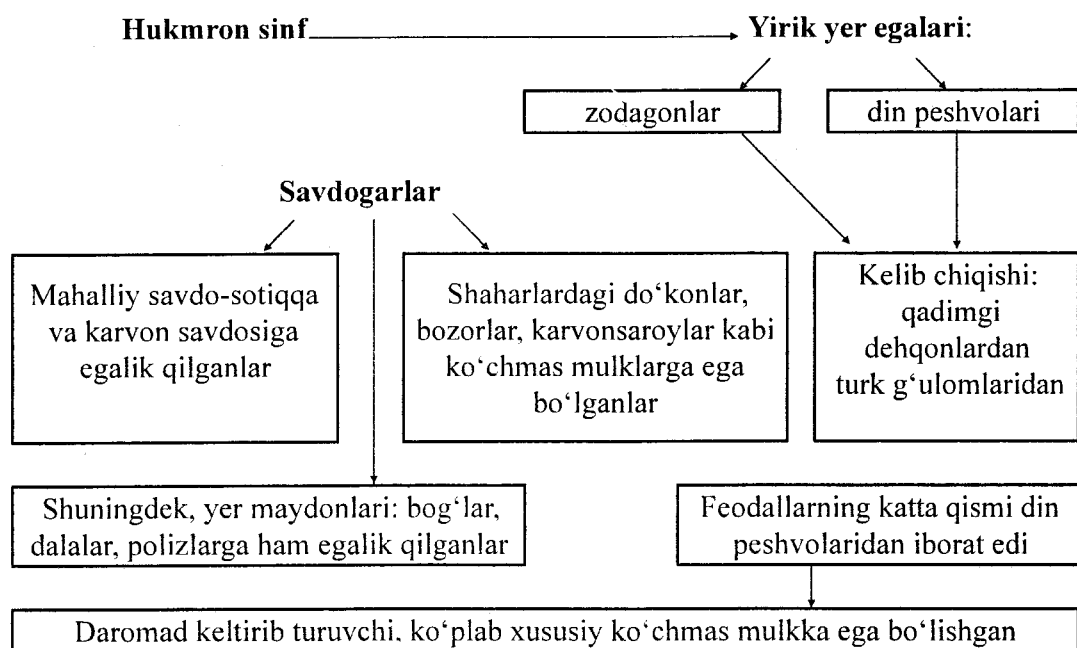 Hukmron sinf
Yirik yer egalari:
zodagonlar
din peshvolari
Savdogarlar
Mahalliy savdo-sotiqqa
va karvon savdosiga
egalik qilganlar
Shaharlardagi do‘konlar,
bozorlar, karvonsaroylar kabi
ko‘chmas mulklarga ega
bo‘lganlar
Kelib chiqishi:
qadimgi
dehqonlardan
turk g‘ulomlaridan
Shuningdek, yer maydonlari: bog‘lar,
dalalar, polizlarga ham egalik qilganlar
Feodallarning katta qismi din
peshvolaridan iborat edi
Daromad keltirib turuvchi, ko‘plab xususiy ko‘chmas mulkka ega bo‘lishgan